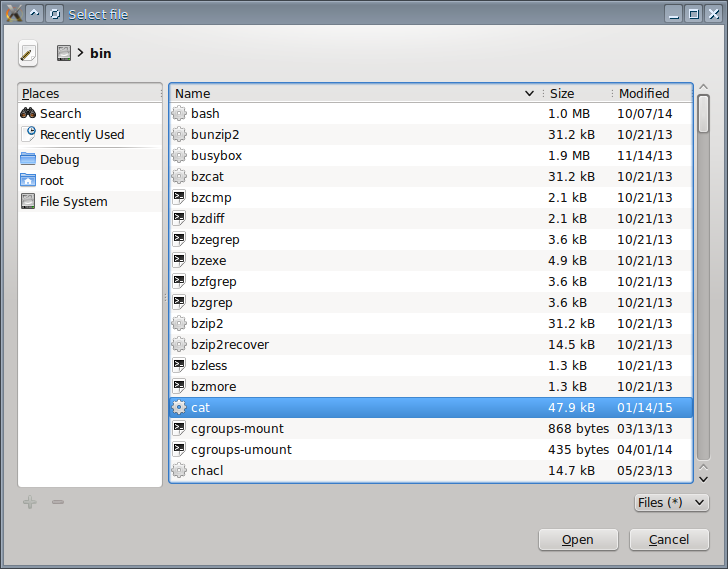 Select file
bin
Places
Search
Recently Used
Debug
root
File System
Name Size Modified
bash 1.0 MB 10/07/14
bunzip2 31.2 kB 10/21/13
busybox 1.9 MB 11/14/13
bzcat 31.2 kB 10/21/13
bzcmp 2.1 kB 10/21/13
bzdiff 2.1 kB 10/21/13
bzegrep 3.6 kB 10/21/13
bzexe 4.9 kB 10/21/13
bzfgrep 3.6 kB 10/21/13
bzgrep 3.6 kB 10/21/13
bzip2 31.2 kB 10/21/13
bzip2recover 14.5 kB 10/21/13
bzless 1.3 kB 10/21/13
bzmore 1.3 kB 10/21/13
cat 47.9 kB 01/14/15
cgroups-mount 868 bytes 03/13/13
cgroups-umount 435 bytes 04/01/14
chacl 14.7 kB 05/23/13
Files (*)
Open Cancel